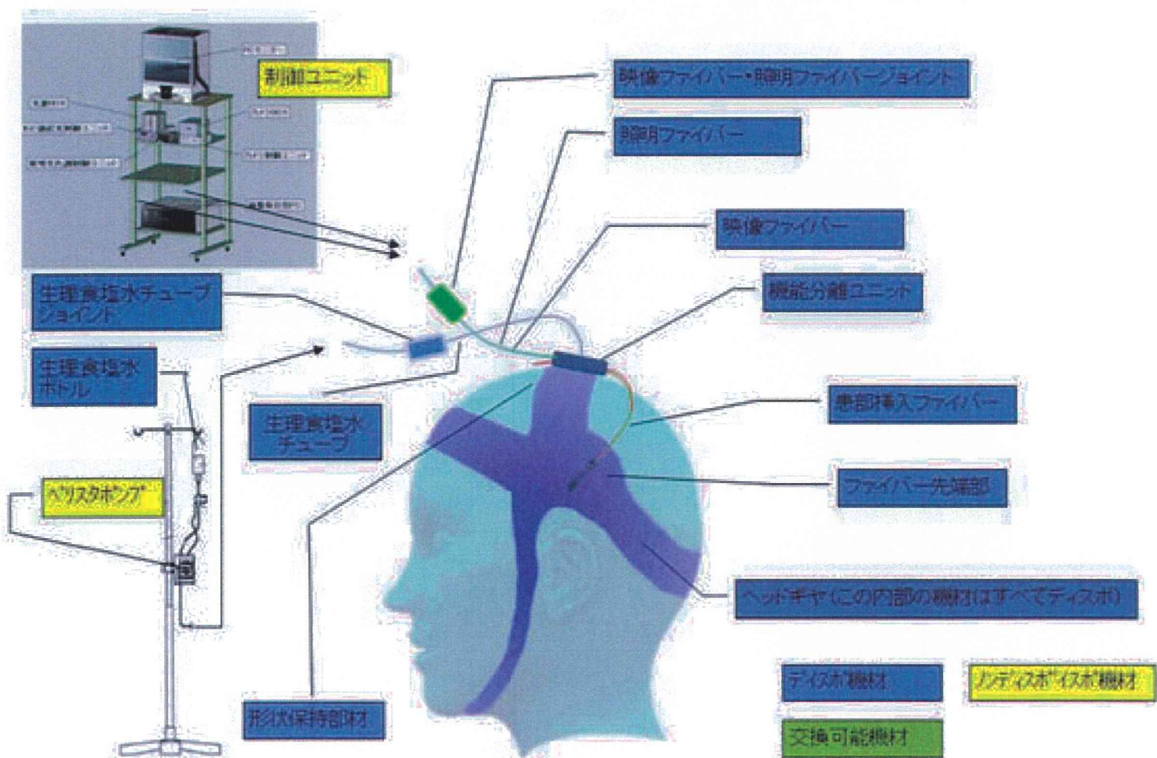 制御ユニット
映像ファイバー・照明ファイバージョイント
照明ファイバー
映像ファイバー
機能分離ユニット
生理食塩水チューブ
ジョイント
生理食塩水
ボトル
生理食塩水
チューブ
患部挿入ファイバー
ファイバー先端部
ペリスタポンプ
ヘッドギヤ(この内部の機材はすべてディスポ)
形状保持部材
ディスポ機材
ノンディスポイスポ機材
交換可能機材